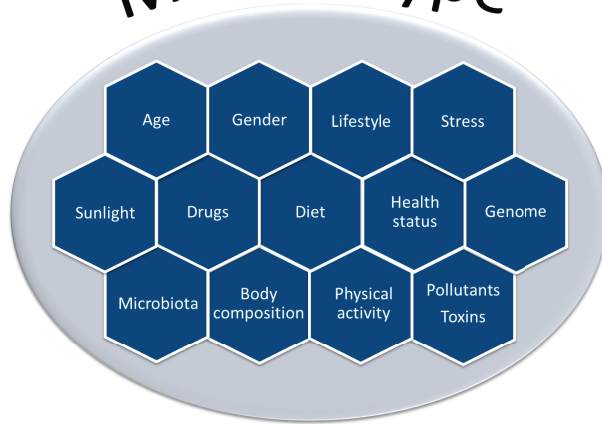 Age
Gender
Lifestyle
Stress
Sunlight
Drugs
Diet
Health
status
Genome
Microbiota
Body
composition
Physical
activity
Pollutants
Toxins